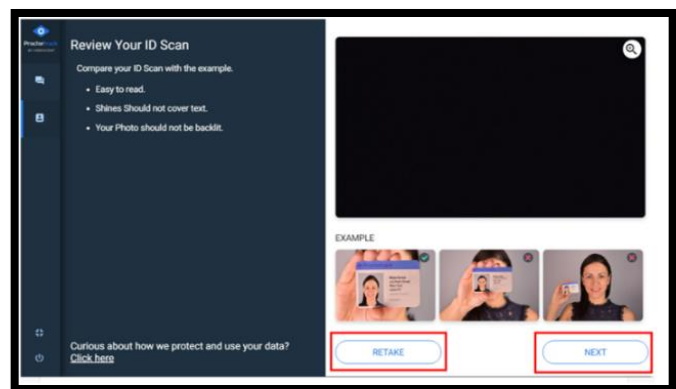 Proctortrack
Review Your ID Scan
Compare your ID Scan with the example.
• Easy to read.
• Shines Should not cover text.
• Your Photo should not be backlit.
EXAMPLE
RETAKE
NEXT
Curious about how we protect and use your data?
Click here